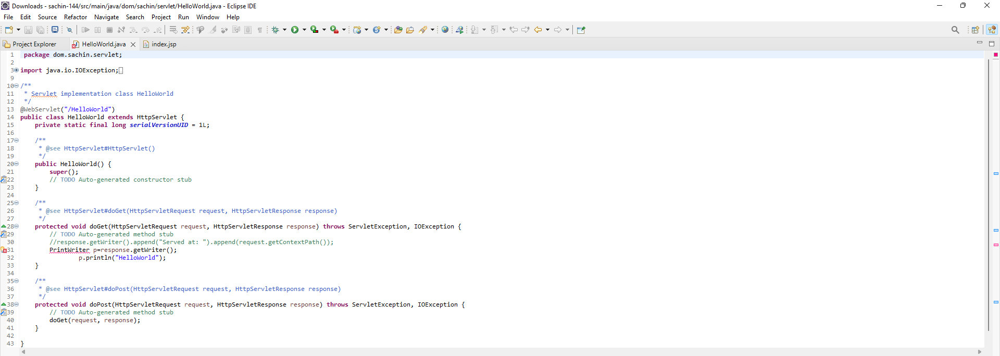 Downloads - sachin-144/src/main/java/dom/sachin/servlet/HelloWorld.java - Eclipse IDE
File Edit Source Refactor Navigate Search Project Run Window Help
Project Explorer HelloWorld.java index.jsp
1 package dom.sachin.servlet;
2
3 import java.io.IOException;
9
10 /**
11 * Servlet implementation class HelloWorld
12 */
13 @WebServlet("/HelloWorld")
14 public class HelloWorld extends HttpServlet {
15 private static final long serialVersionUID = 1L;
16
17 /**
18 * @see HttpServlet#HttpServlet()
19 */
20 public HelloWorld() {
21 super();
22 // TODO Auto-generated constructor stub
23 }
24
25 /**
26 * @see HttpServlet#doGet(HttpServletRequest request, HttpServletResponse response)
27 */
28 protected void doGet(HttpServletRequest request, HttpServletResponse response) throws ServletException, IOException {
29 // TODO Auto-generated method stub
30 //response.getWriter().append("Served at: ").append(request.getContextPath());
31 PrintWriter p=response.getWriter();
32 p.println("HelloWorld");
33 }
34
35 /**
36 * @see HttpServlet#doPost(HttpServletRequest request, HttpServletResponse response)
37 */
38 protected void doPost(HttpServletRequest request, HttpServletResponse response) throws ServletException, IOException {
39 // TODO Auto-generated method stub
40 doGet(request, response);
41 }
42
43 }